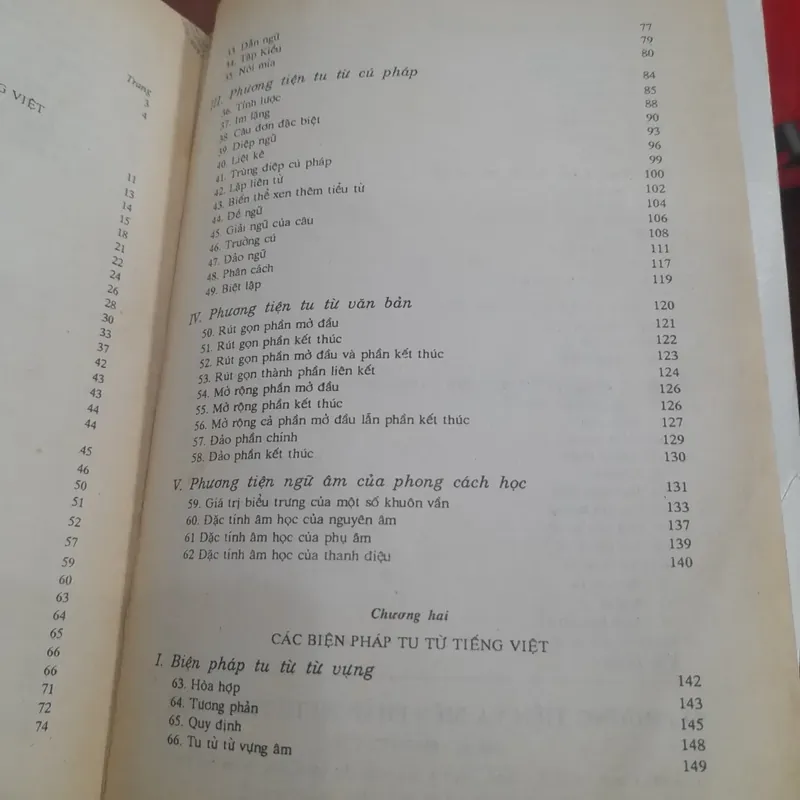 NG VIỆT
Trang
3
4
11
13
14
15
18
21
22
24
26
28
30
33
37
42
43
43
44
44
45
46
50
51
52
57
59
60
63
64
65
66
66
71
72
74
33. Dẫn ngữ 77
34. Tập Kiều 79
35. Nói mỉa 80
III. Phương tiện tu từ cú pháp 84
36. Tỉnh lược 85
37. Im lặng 88
38. Câu đơn đặc biệt 90
39. Điệp ngữ 93
40. Liệt kê 96
41. Trùng điệp cú pháp 99
42. Lặp liên từ 100
43. Biến thể xen thêm tiểu từ 102
44. Đề ngữ 104
45. Giải ngữ của câu 106
46. Trường cú 108
47. Đảo ngữ 111
48. Phân cách 117
49. Biệt lập 119
IV. Phương tiện tu từ văn bản 120
50. Rút gọn phần mở đầu 121
51. Rút gọn phần kết thúc 122
52. Rút gọn phần mở đầu và phần kết thúc 123
53. Rút gọn thành phần liên kết 124
54. Mở rộng phần mở đầu 126
55. Mở rộng phần kết thúc 126
56. Mở rộng cả phần mở đầu lẫn phần kết thúc 127
57. Đảo phần chính 129
58. Đảo phần kết thúc 130
V. Phương tiện ngữ âm của phong cách học 131
59. Giá trị biểu trưng của một số khuôn vần 133
60. Đặc tính âm học của nguyên âm 137
61 Đặc tính âm học của phụ âm 139
62 Đặc tính âm học của thanh điệu 140
Chương hai
CÁC BIỆN PHÁP TU TỪ TIẾNG VIỆT
I. Biện pháp tu từ từ vựng 142
63. Hòa hợp 143
64. Tương phản 145
65. Quy định 148
66. Tu từ từ vựng âm 149